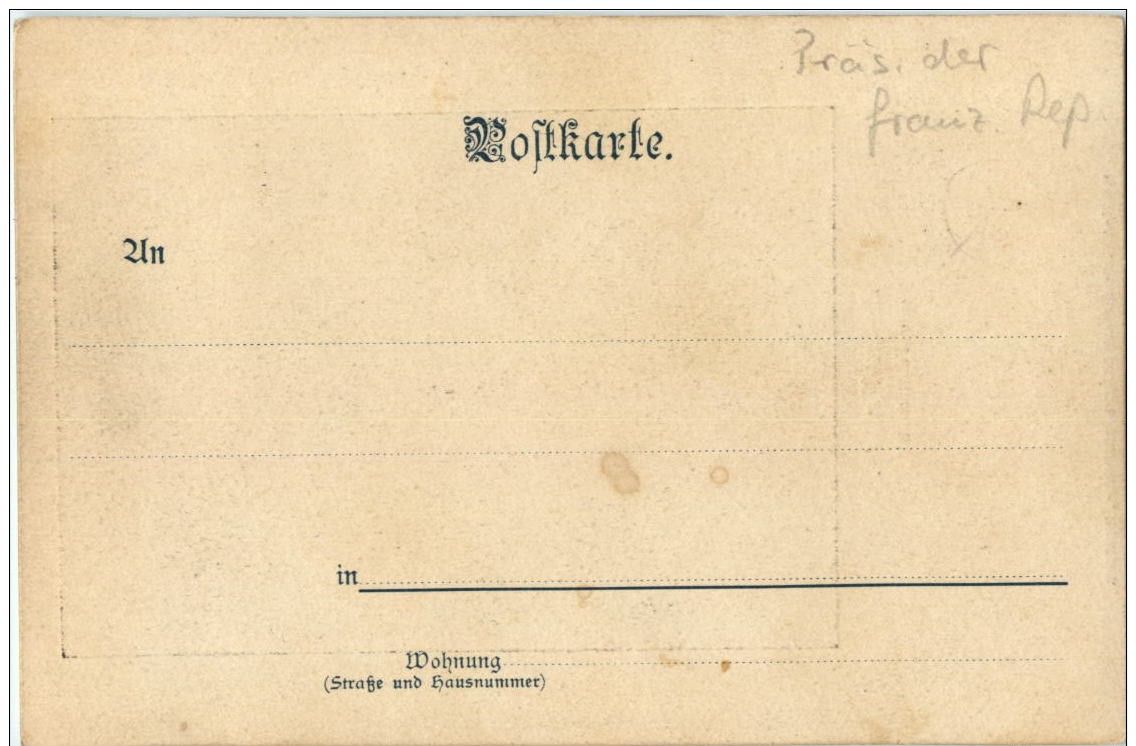 Präs. der
franz. Rep.
Postkarte.
An
in
Wohnung
(Straße und Hausnummer)